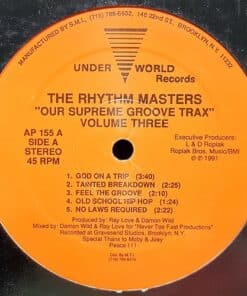 MANUFACTURED BY S.M.L. (718) 788-6652, 145 22nd ST., BROOKLYN, N.Y. 11232
UNDER WORLD
Records
THE RHYTHM MASTERS
"OUR SUPREME GROOVE TRAX"
VOLUME THREE
AP 155 A
SIDE A
STEREO
45 RPM
Executive Producers:
L & D Ropiak
Ropiak Bros. Music/BMI
℗ © 1991
1) GOD ON A TRIP (3:40)
2) TAINTED BREAKDOWN (2:25)
3) FEEL THE GROOVE (2:10)
4) OLD SCHOOL HIP HOP (1:24)
5) NO LAWS REQUIRED (2:22)
Produced by: Ray Love & Damon Wild
Mixed by: Damon Wild & Ray Love for "Never Too Fast Productions"
Recorded at Gravesend Studios, Brooklyn, N.Y.
Special Thanx to Moby & Joey
Peace !!!